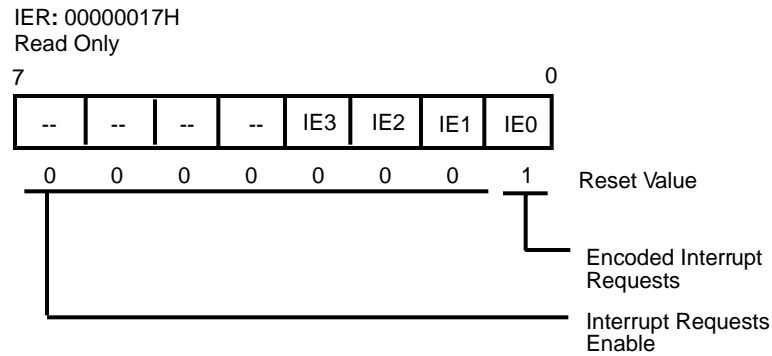 IER: 00000017H
Read Only
7 0
-- -- -- -- IE3 IE2 IE1 IE0
0 0 0 0 0 0 0 1 Reset Value
Encoded Interrupt
Requests
Interrupt Requests
Enable